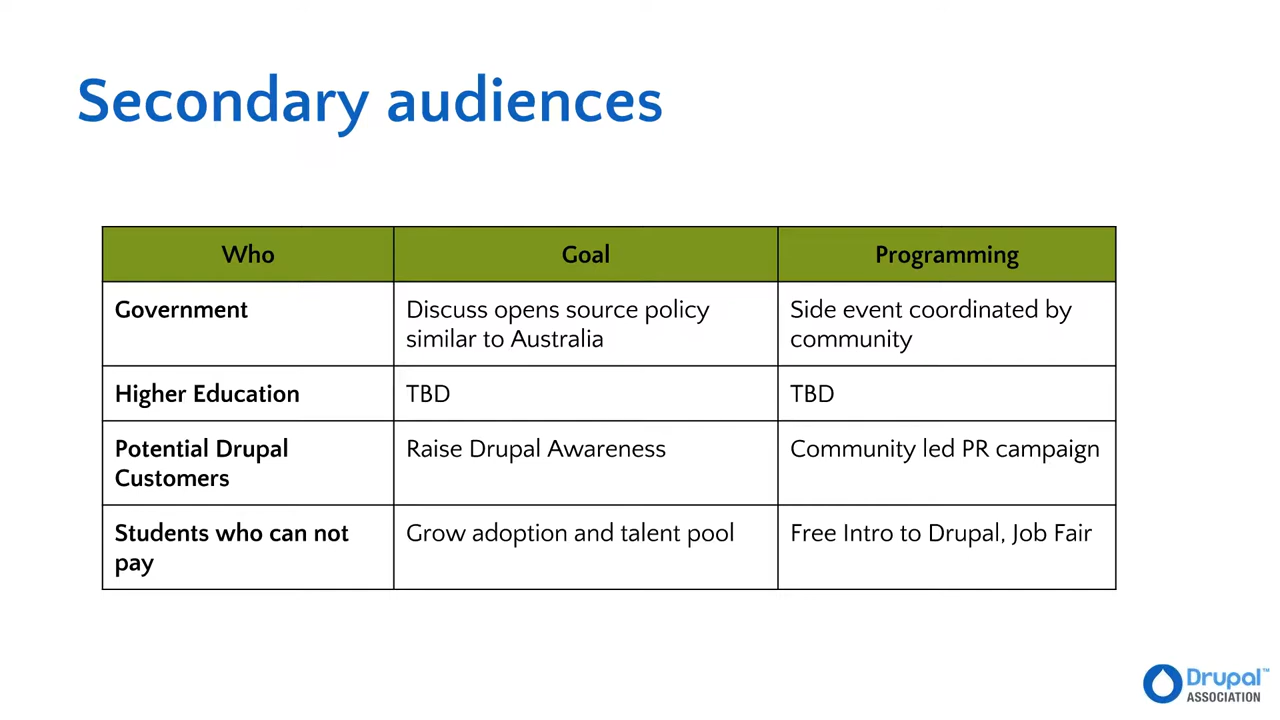 Secondary audiences
Who
Goal
Programming
Government
Discuss opens source policy
similar to Australia
Side event coordinated by
community
Higher Education
TBD
TBD
Potential Drupal
Customers
Raise Drupal Awareness
Community led PR campaign
Students who can not
pay
Grow adoption and talent pool
Free Intro to Drupal, Job Fair
Drupal™
ASSOCIATION